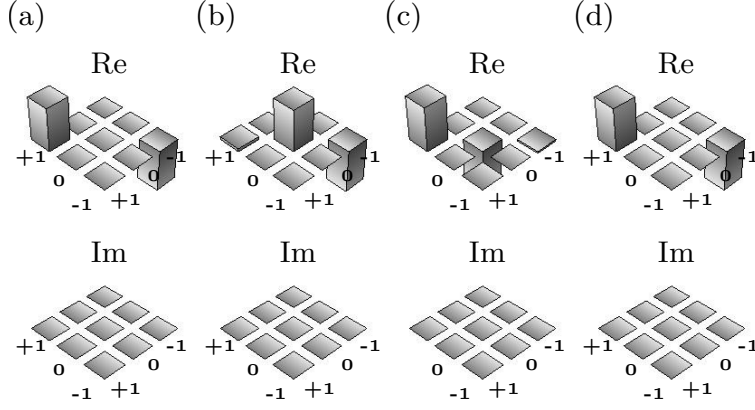 (a) (b) (c) (d)
Re Re Re Re
+1 -1 +1 -1 +1 -1 +1 -1
0 0 0 0 0 0 0 0
-1 +1 -1 +1 -1 +1 -1 +1
Im Im Im Im
+1 -1 +1 -1 +1 -1 +1 -1
0 0 0 0 0 0 0 0
-1 +1 -1 +1 -1 +1 -1 +1